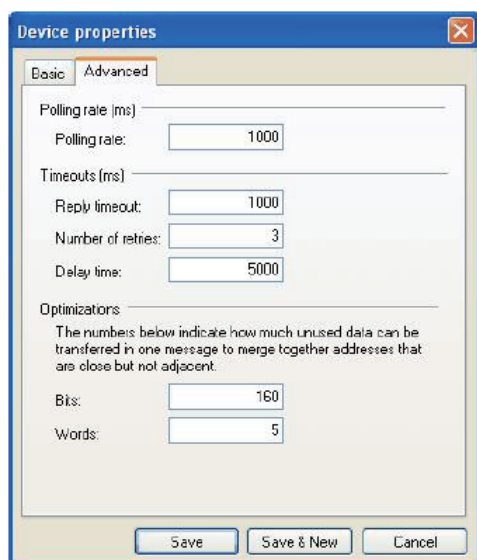 Device properties
Basic Advanced
Polling rate (ms)
Polling rate: 1000
Timeouts (ms)
Reply timeout: 1000
Number of retries: 3
Delay time: 5000
Optimizations
The numbers below indicate how much unused data can be
transferred in one message to merge together addresses that
are close but not adjacent.
Bits: 160
Words: 5
Save Save & New Cancel